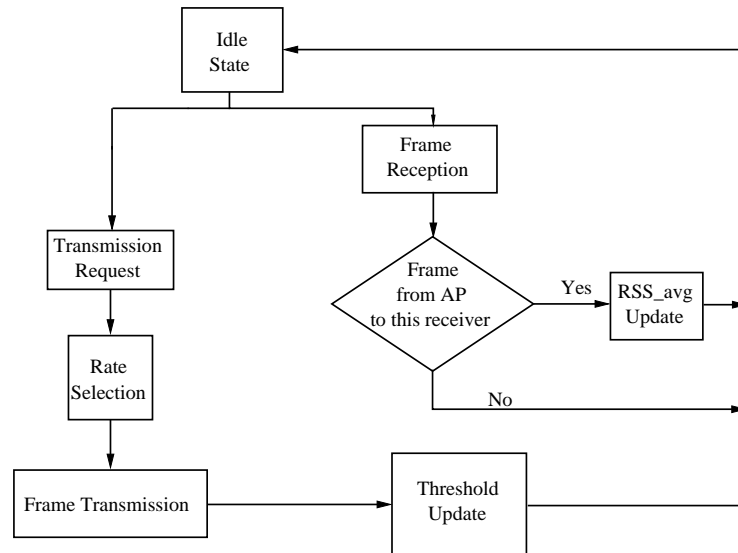 Idle
State
Frame
Reception
Transmission
Request
Frame
from AP
to this receiver
Yes
RSS_avg
Update
Rate
Selection
No
Frame Transmission
Threshold
Update